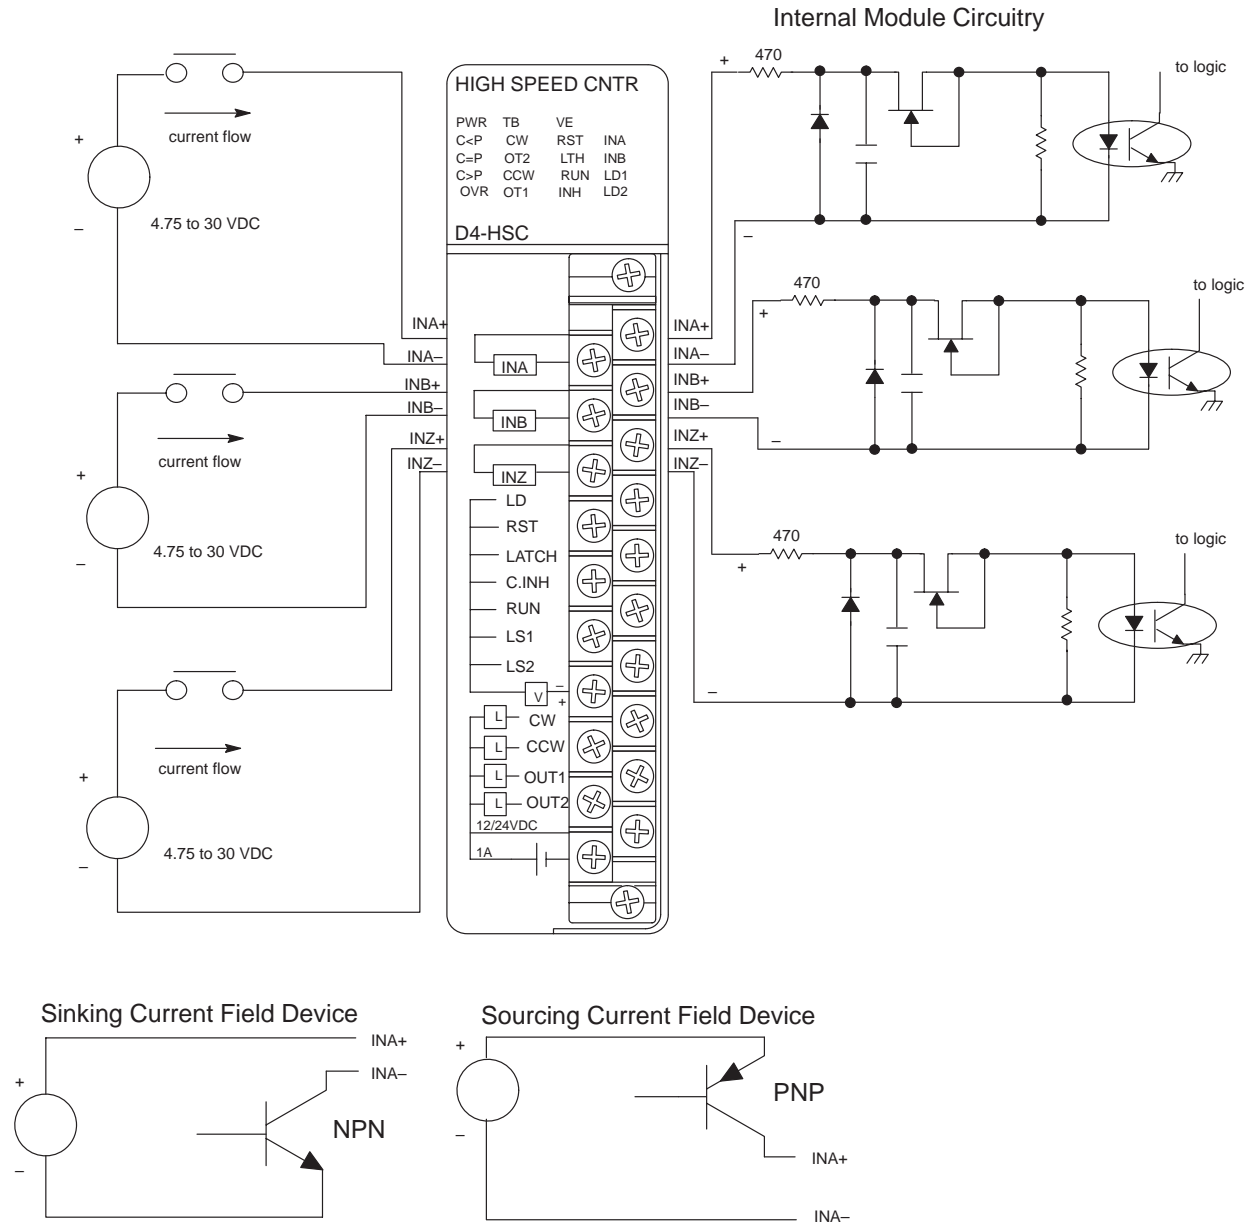 Internal Module Circuitry
+ 470
to logic
HIGH SPEED CNTR
PWR TB VE
C<P CW RST INA
C=P OT2 LTH INB
C>P CCW RUN LD1
OVR OT1 INH LD2
D4-HSC
current flow
+
–
4.75 to 30 VDC
–
470
to logic
+
–
INA+
INA–
INB+
INB–
INZ+
INZ–
INA
INB
INZ
INA+
INA–
INB+
INB–
INZ+
INZ–
current flow
+
–
4.75 to 30 VDC
LD
RST
LATCH
C.INH
RUN
LS1
LS2
V – +
L CW
L CCW
L OUT1
L OUT2
12/24VDC
1A
470
to logic
+
–
current flow
+
–
4.75 to 30 VDC
Sinking Current Field Device
INA+
INA–
+
–
NPN
Sourcing Current Field Device
+
–
PNP
INA+
INA–